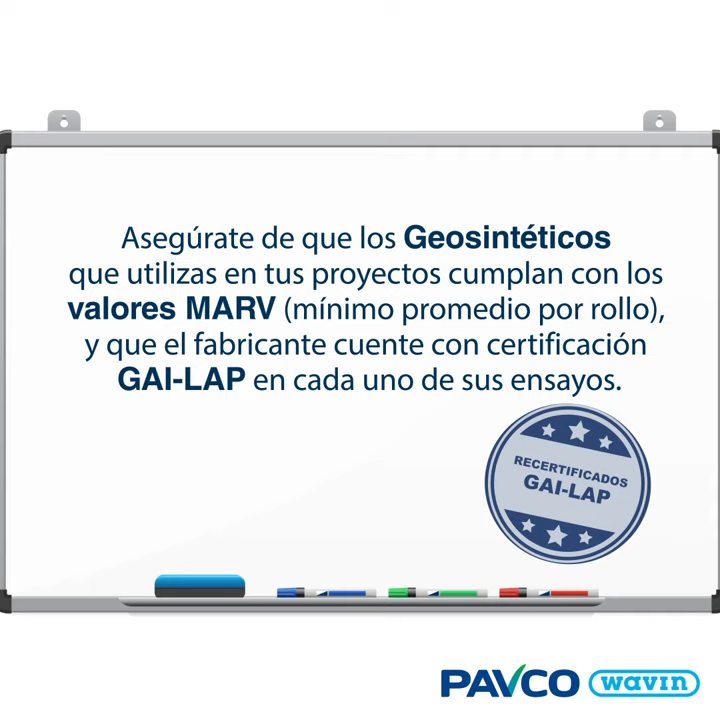 Asegúrate de que los Geosintéticos
que utilizas en tus proyectos cumplan con los
valores MARV (mínimo promedio por rollo),
y que el fabricante cuente con certificación
GAI-LAP en cada uno de sus ensayos.
RECERTIFICADOS
GAI-LAP
PAVCO wavin